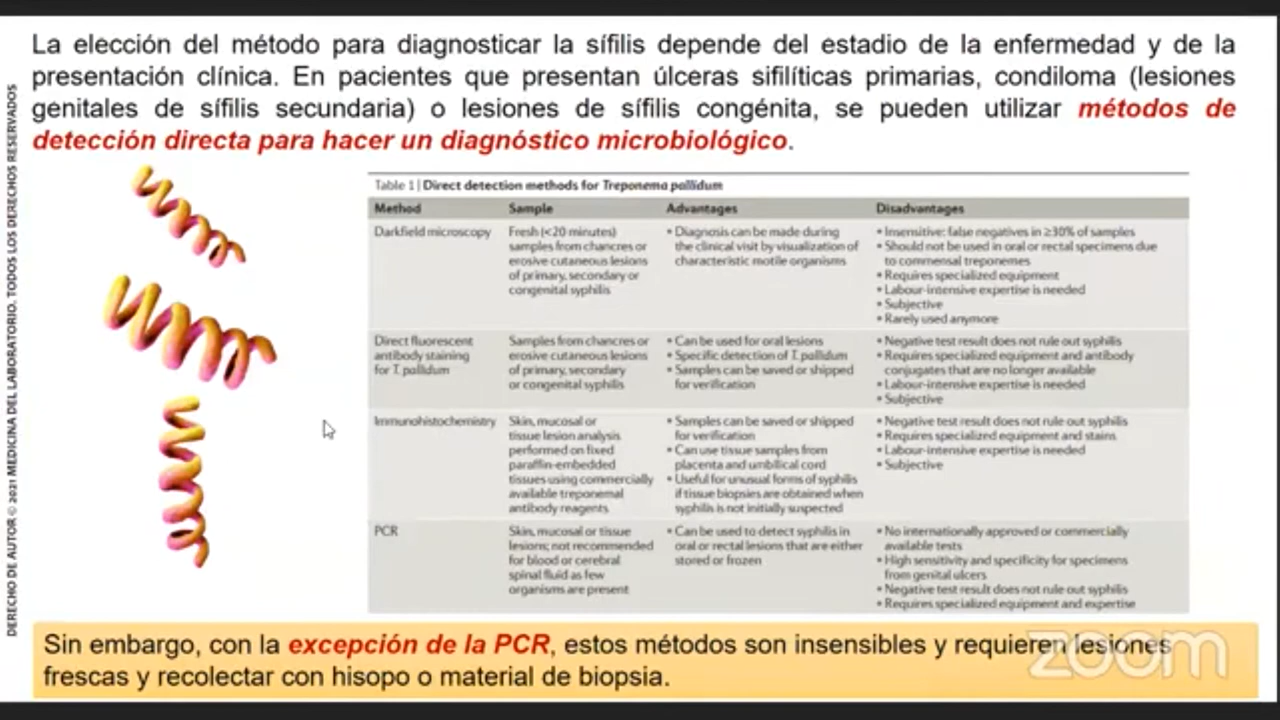 La elección del método para diagnosticar la sífilis depende del estadio de la enfermedad y de la
presentación clínica. En pacientes que presentan úlceras sifilíticas primarias, condiloma (lesiones
genitales de sífilis secundaria) o lesiones de sífilis congénita, se pueden utilizar métodos de
detección directa para hacer un diagnóstico microbiológico.
DERECHO DE AUTOR © 2021 MEDICINA DEL LABORATORIO. TODOS LOS DERECHOS RESERVADOS
Table 1 | Direct detection methods for Treponema pallidum
Method Sample Advantages Disadvantages
Darkfield microscopy
Fresh (<20 minutes)
samples from chancres or
erosive cutaneous lesions
of primary, secondary or
congenital syphilis
• Diagnosis can be made during
the clinical visit by visualization of
characteristic motile organisms
• Insensitive: false negatives in ≥30% of samples
• Should not be used in oral or rectal specimens due
to commensal treponemes
• Requires specialized equipment
• Labour-intensive expertise is needed
• Subjective
• Rarely used anymore
Direct fluorescent
antibody staining
for T. pallidum
Samples from chancres or
erosive cutaneous lesions
of primary, secondary
or congenital syphilis
• Can be used for oral lesions
• Specific detection of T. pallidum
• Samples can be saved or shipped
for verification
• Negative test result does not rule out syphilis
• Requires specialized equipment and antibody
conjugates that are no longer available
• Labour-intensive expertise is needed
• Subjective
Immunohistochemistry
Skin, mucosal or
tissue lesion analysis
performed on fixed
paraffin-embedded
tissues using commercially
available treponemal
antibody reagents
• Samples can be saved or shipped
for verification
• Can use tissue samples from
placenta and umbilical cord
• Useful for unusual forms of syphilis
if tissue biopsies are obtained when
syphilis is not initially suspected
• Negative test result does not rule out syphilis
• Requires specialized equipment and stains
• Labour-intensive expertise is needed
• Subjective
PCR
Skin, mucosal or tissue
lesions; not recommended
for blood or cerebral
spinal fluid as few
organisms are present
• Can be used to detect syphilis in
oral or rectal lesions that are either
stored or frozen
• No internationally approved or commercially
available tests
• High sensitivity and specificity for specimens
from genital ulcers
• Negative test result does not rule out syphilis
• Requires specialized equipment and expertise
Sin embargo, con la excepción de la PCR, estos métodos son insensibles y requieren lesiones
frescas y recolectar con hisopo o material de biopsia.
zoom